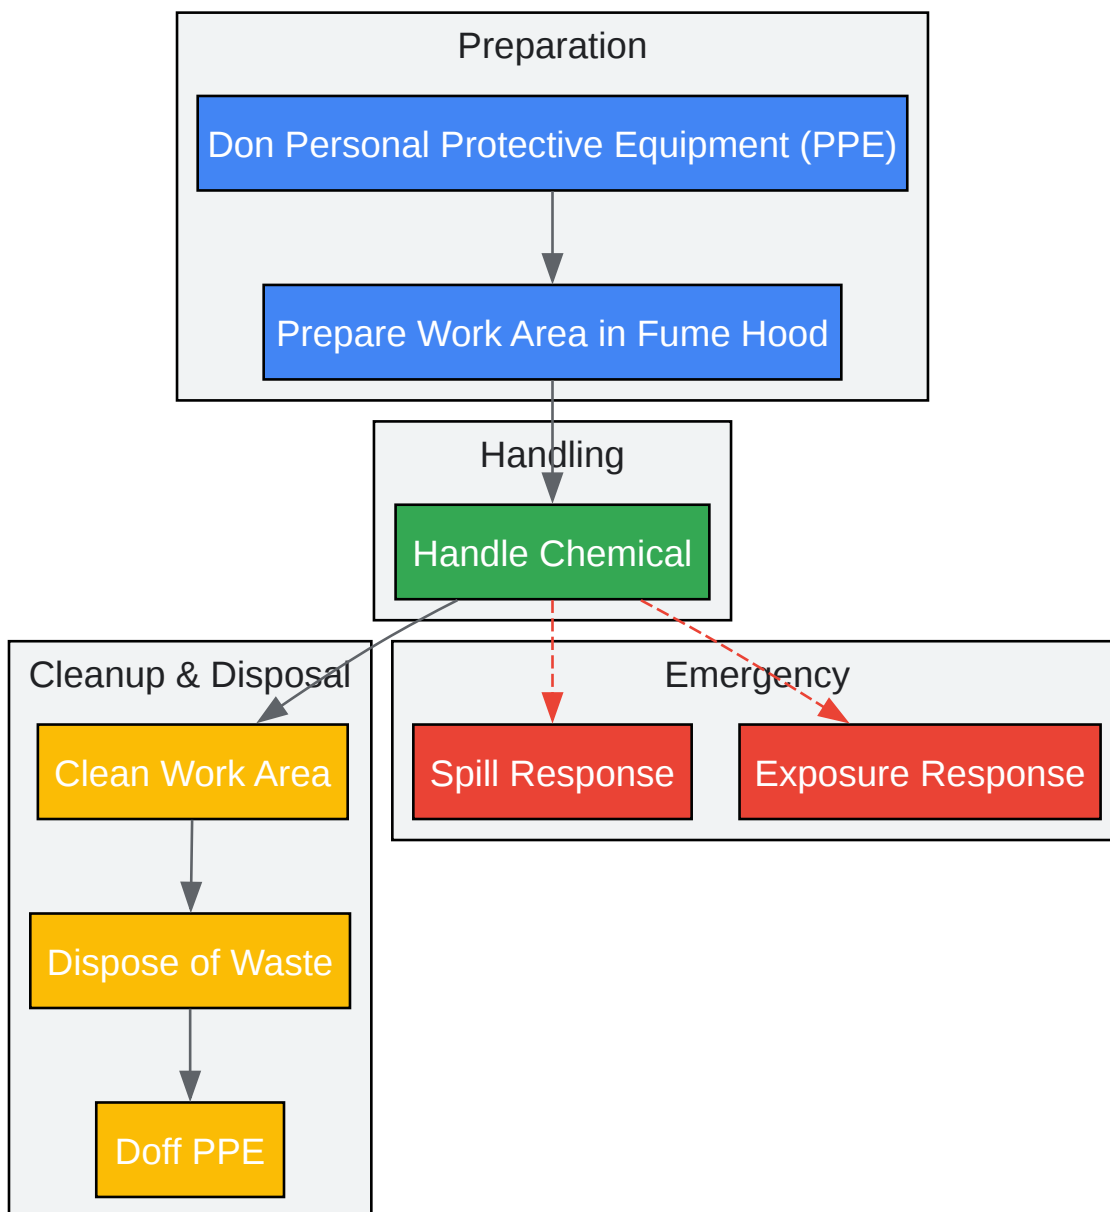 Preparation
Don Personal Protective Equipment (PPE)
Prepare Work Area in Fume Hood
Handling
Handle Chemical
Cleanup & Disposal
Clean Work Area
Dispose of Waste
Doff PPE
Emergency
Spill Response
Exposure Response